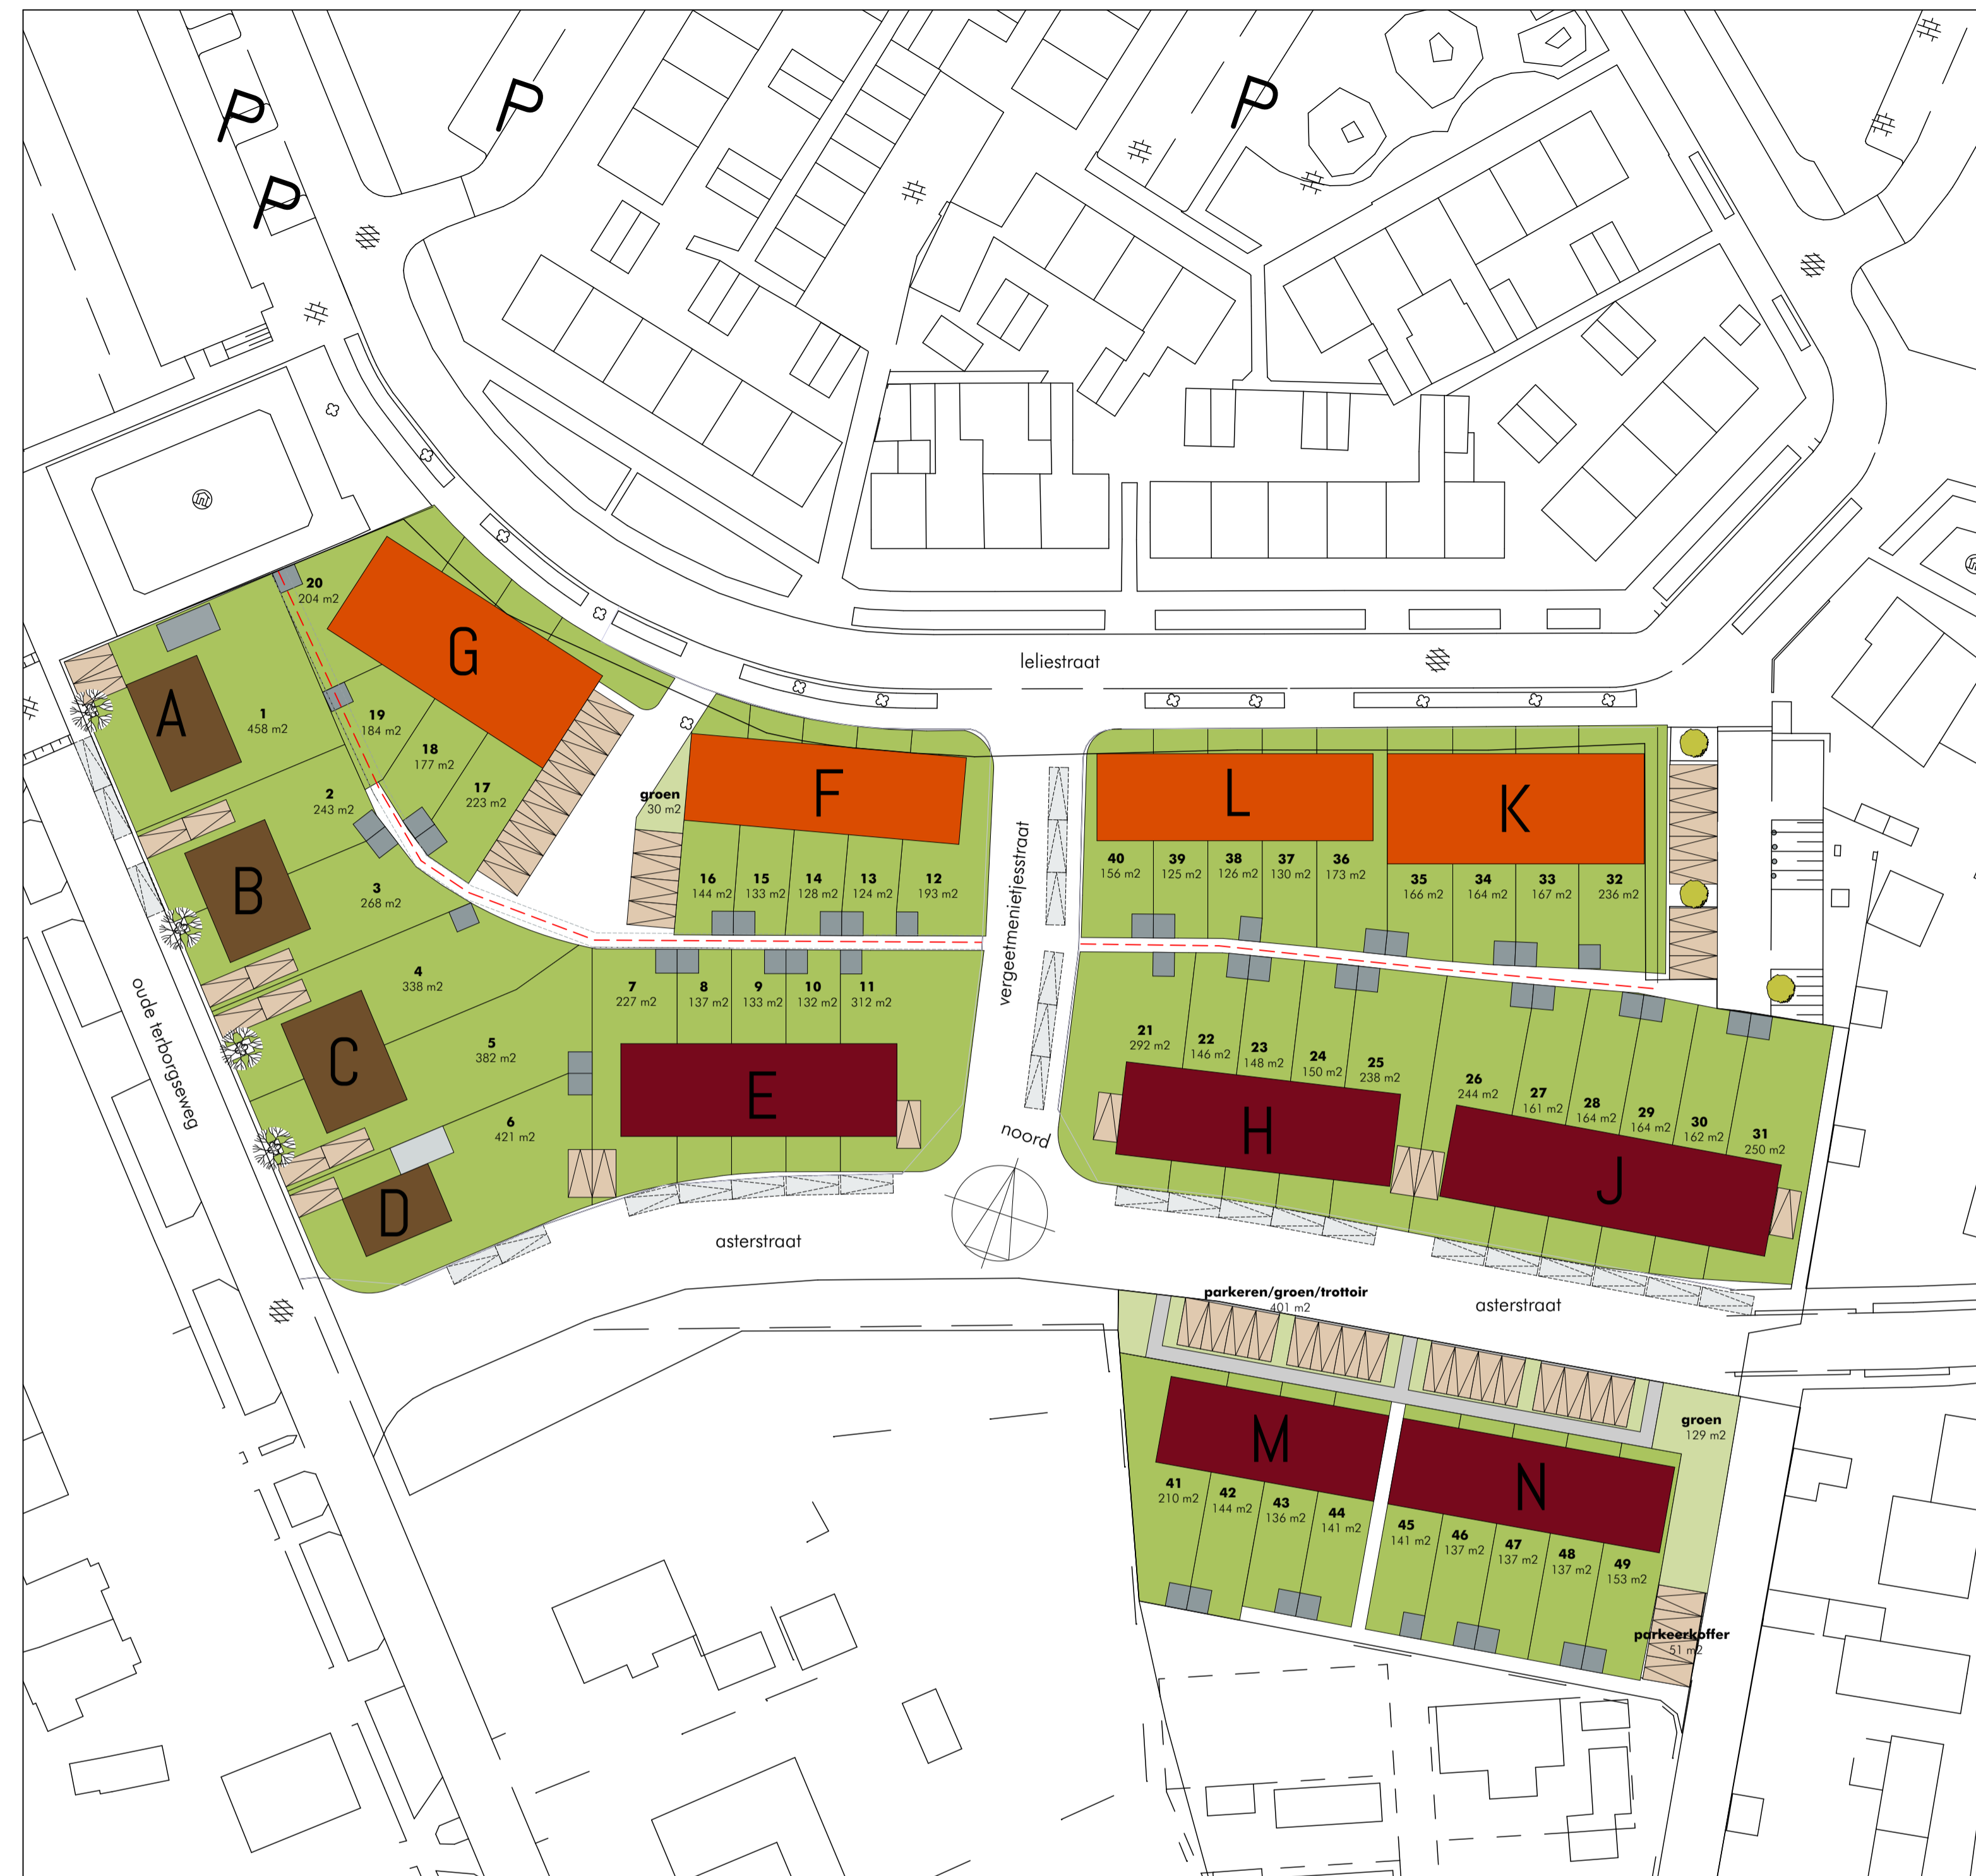 P
P
P
P
20
204 m2
G
leliestraat
A
1
458 m2
19
184 m2
18
177 m2
17
223 m2
2
243 m2
groen
30 m2
F
L
K
vergeetmenietjesstraat
B
3
268 m2
16
144 m2
15
133 m2
14
128 m2
13
124 m2
12
193 m2
40
156 m2
39
125 m2
38
126 m2
37
130 m2
36
173 m2
35
166 m2
34
164 m2
33
167 m2
32
236 m2
oude terborgseweg
4
338 m2
7
227 m2
8
137 m2
9
133 m2
10
132 m2
11
312 m2
C
5
382 m2
E
21
292 m2
22
146 m2
23
148 m2
24
150 m2
25
238 m2
26
244 m2
27
161 m2
28
164 m2
29
164 m2
30
162 m2
31
250 m2
6
421 m2
noord
H
J
D
asterstraat
parkeren/groen/trottoir
401 m2
asterstraat
groen
129 m2
M
N
41
210 m2
42
144 m2
43
136 m2
44
141 m2
45
141 m2
46
137 m2
47
137 m2
48
137 m2
49
153 m2
parkeerkoffer
51 m2